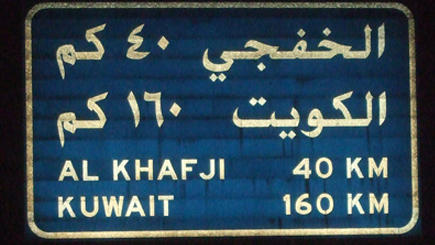 الخفجي ٤٠ كم
الكويت ١٦٠ كم
AL KHAFJI 40 KM
KUWAIT 160 KM